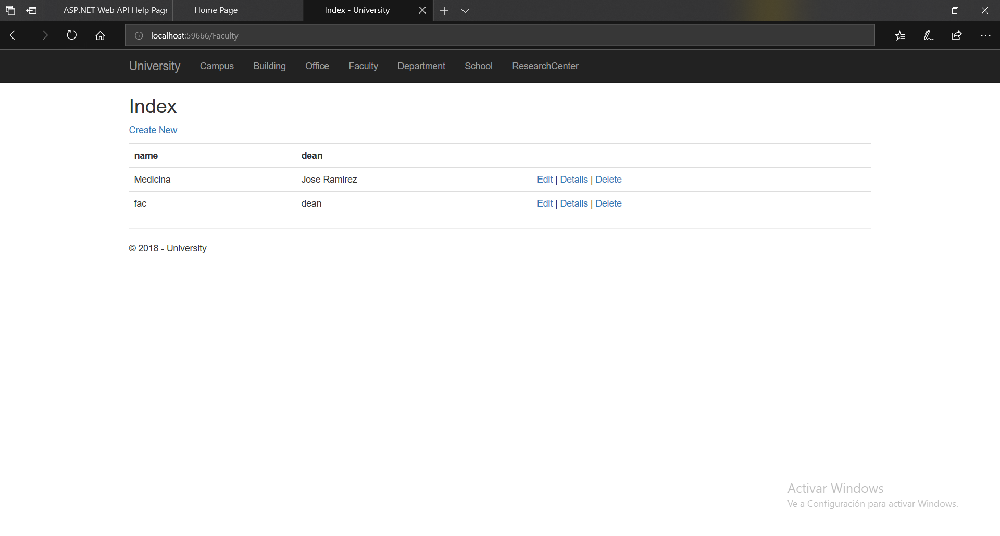 ASP.NET Web API Help Page
Home Page
Index - University
localhost:59666/Faculty
University Campus Building Office Faculty Department School ResearchCenter
Index
Create New
name dean
Medicina Jose Ramirez Edit | Details | Delete
fac dean Edit | Details | Delete
© 2018 - University
Activar Windows
Ve a Configuración para activar Windows.